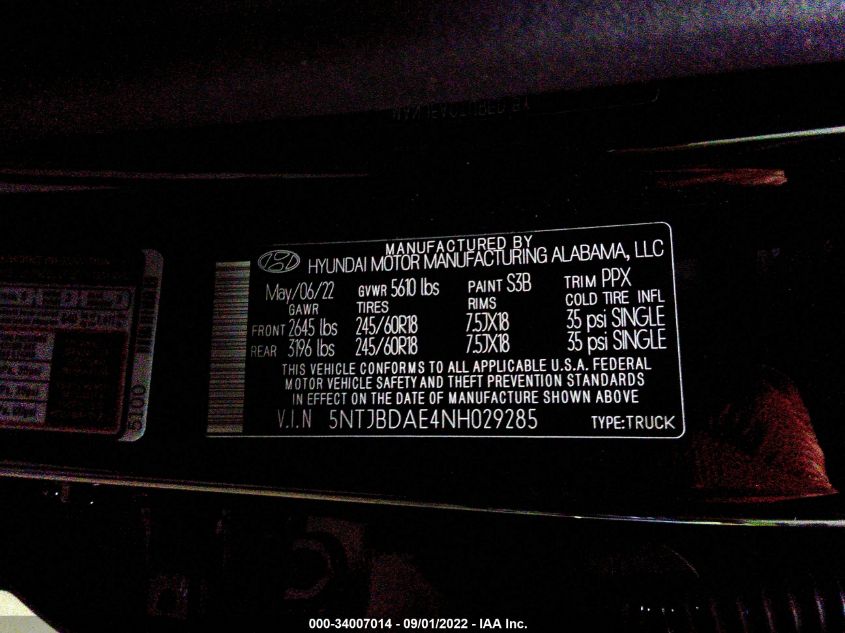 MANUFACTURED BY
HYUNDAI MOTOR MANUFACTURING ALABAMA, LLC
May/06/22 GVWR 5610 lbs PAINT S3B TRIM PPX
GAWR TIRES RIMS COLD TIRE INFL
FRONT 2645 lbs 245/60R18 7.5JX18 35 psi SINGLE
REAR 3196 lbs 245/60R18 7.5JX18 35 psi SINGLE
THIS VEHICLE CONFORMS TO ALL APPLICABLE U.S.A. FEDERAL
MOTOR VEHICLE SAFETY AND THEFT PREVENTION STANDARDS
IN EFFECT ON THE DATE OF MANUFACTURE SHOWN ABOVE
V.I.N 5NTJBDAE4NH029285 TYPE:TRUCK
5100
000-34007014 - 09/01/2022 - IAA Inc.